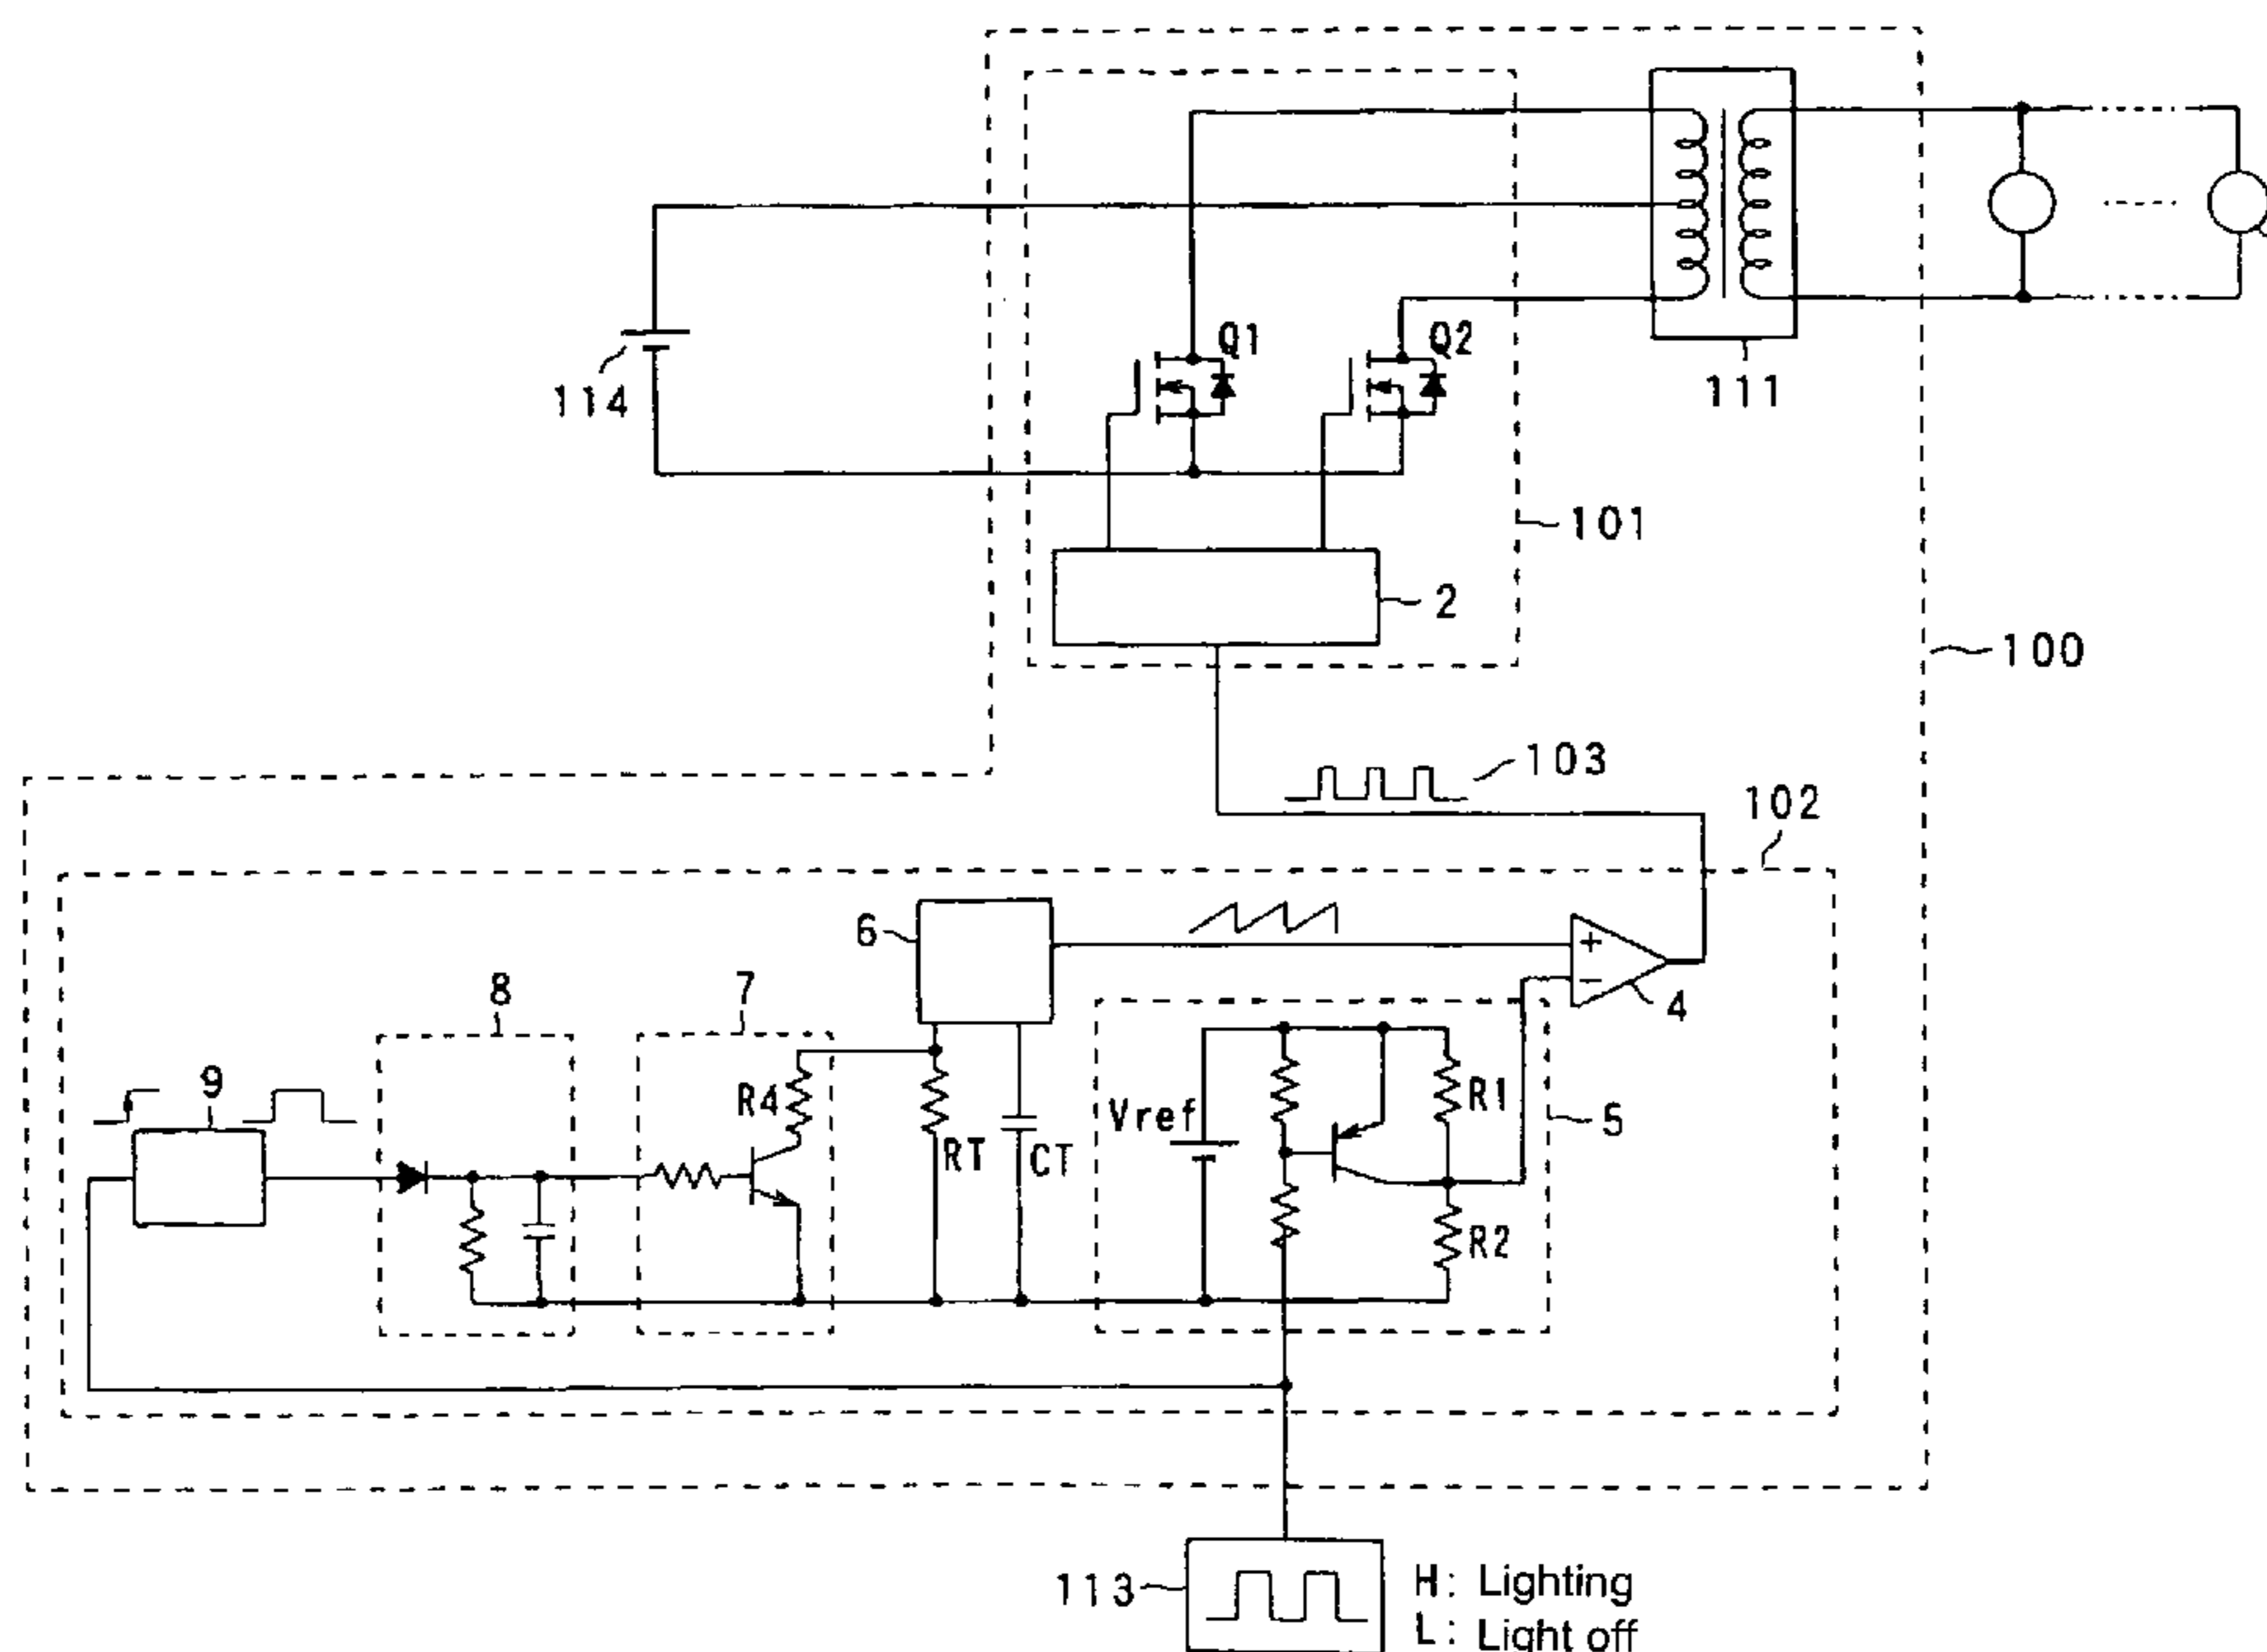 Q1
Q2
114
111
101
2
100
103
102
6
4
8
7
9
R4
Vref
R1
5
RT
CT
R2
+
−
113
H: Lighting
L: Light off